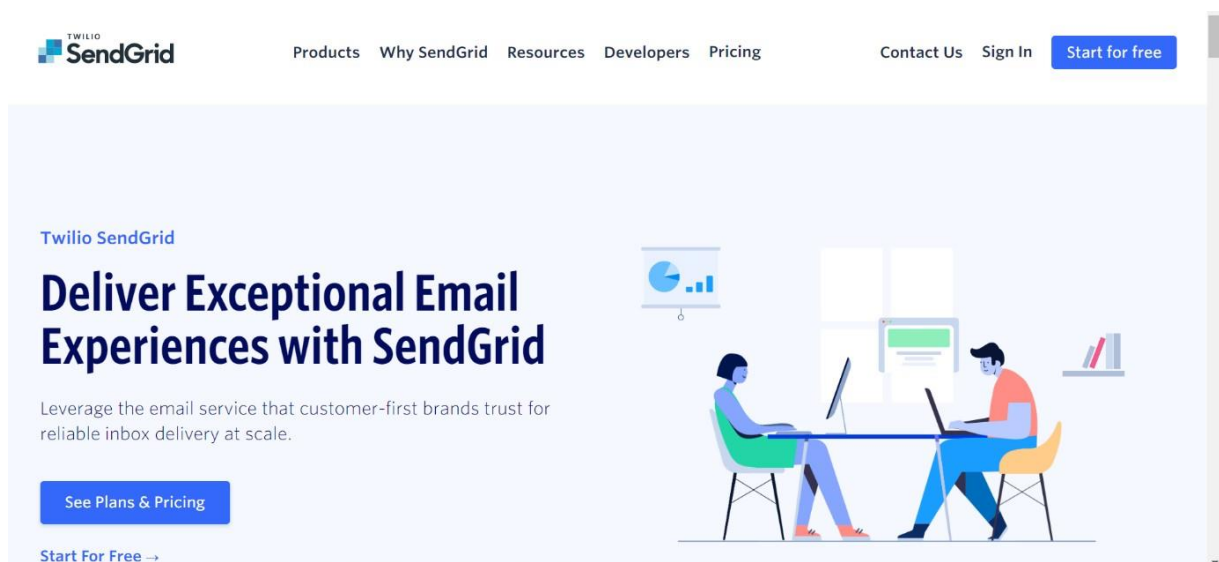 TWILIO
SendGrid
Products Why SendGrid Resources Developers Pricing
Contact Us Sign In Start for free
Twilio SendGrid
Deliver Exceptional Email
Experiences with SendGrid
Leverage the email service that customer-first brands trust for
reliable inbox delivery at scale.
See Plans & Pricing
Start For Free →